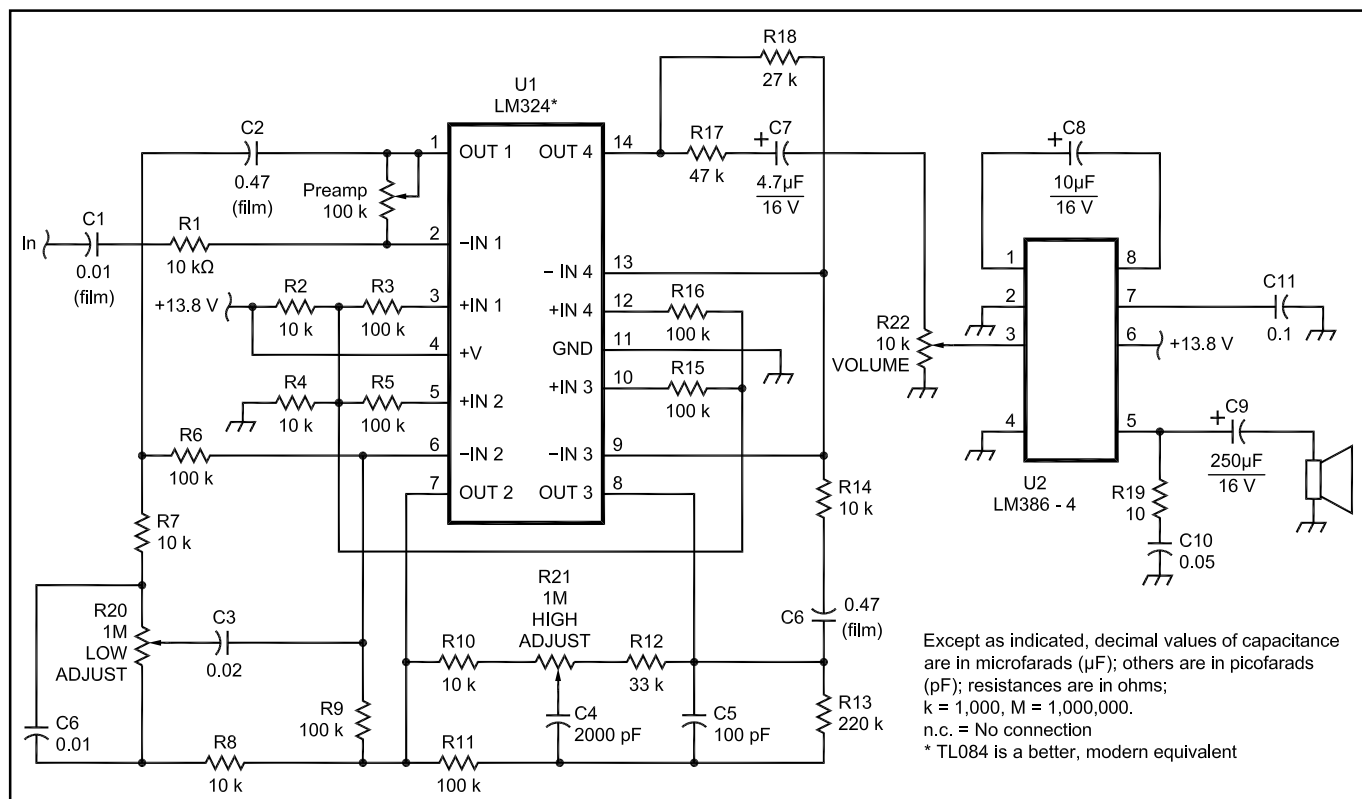 R18
27 k
U1
LM324*
C2
0.47
(film)
1
OUT 1
OUT 4
14
R17
47 k
+
C7
4.7µF
16 V
+
C8
10µF
16 V
Preamp
100 k
In
C1
0.01
(film)
R1
10 kΩ
2
−IN 1
1
8
− IN 4
13
+13.8 V
R2
10 k
R3
100 k
3
+IN 1
+IN 4
12
R16
100 k
2
7
C11
0.1
4
+V
GND
11
R22
10 k
VOLUME
3
6
+13.8 V
R4
10 k
R5
100 k
5
+IN 2
+IN 3
10
R15
100 k
4
5
+
C9
250µF
16 V
R6
100 k
6
−IN 2
−IN 3
9
7
OUT 2
OUT 3
8
R14
10 k
U2
LM386 - 4
R19
10
R7
10 k
C10
0.05
R20
1M
LOW
ADJUST
C3
0.02
R21
1M
HIGH
ADJUST
C6
0.47
(film)
R10
10 k
R12
33 k
C6
0.01
R9
100 k
C4
2000 pF
C5
100 pF
R13
220 k
R8
10 k
R11
100 k
Except as indicated, decimal values of capacitance
are in microfarads (µF); others are in picofarads
(pF); resistances are in ohms;
k = 1,000, M = 1,000,000.
n.c. = No connection
* TL084 is a better, modern equivalent